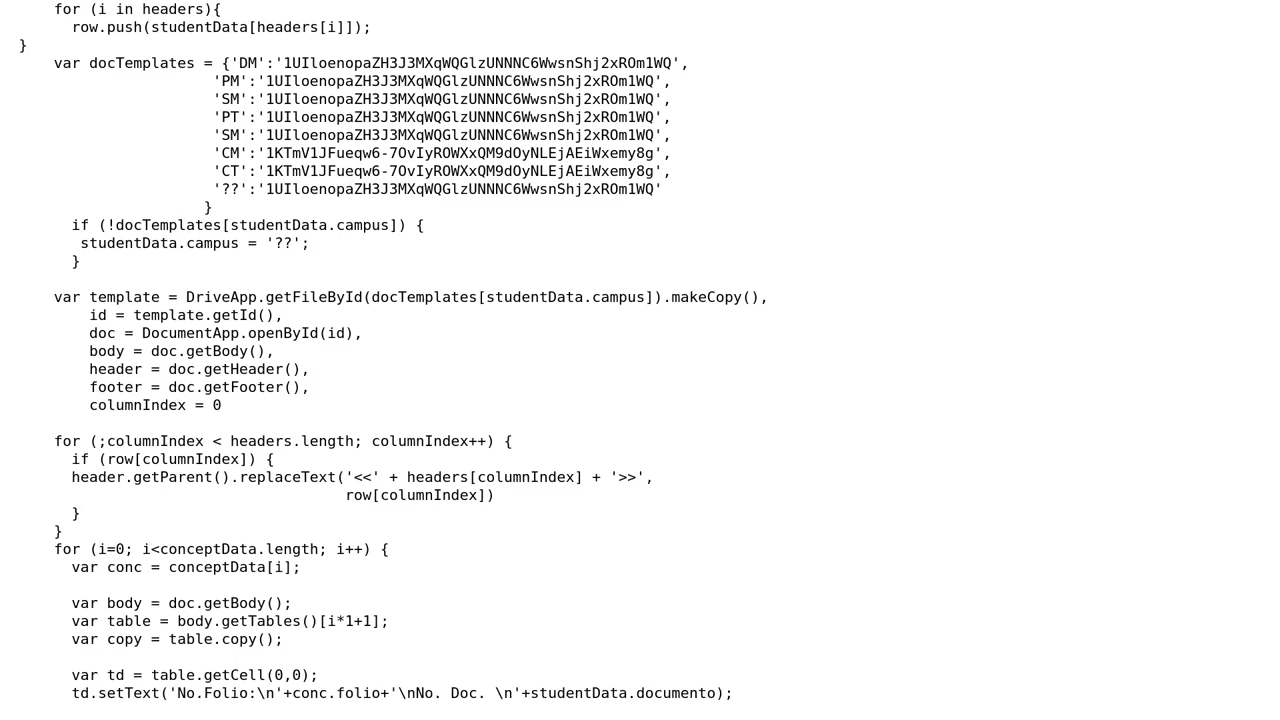 for (i in headers){
row.push(studentData[headers[i]]);
}
var docTemplates = {'DM':'1UIloenopaZH3J3MXqWQGlzUNNNC6WwsnShj2xROm1WQ',
'PM':'1UIloenopaZH3J3MXqWQGlzUNNNC6WwsnShj2xROm1WQ',
'SM':'1UIloenopaZH3J3MXqWQGlzUNNNC6WwsnShj2xROm1WQ',
'PT':'1UIloenopaZH3J3MXqWQGlzUNNNC6WwsnShj2xROm1WQ',
'SM':'1UIloenopaZH3J3MXqWQGlzUNNNC6WwsnShj2xROm1WQ',
'CM':'1KTmV1JFueqw6-7OvIyROWXxQM9dOyNLEjAEiWxemy8g',
'CT':'1KTmV1JFueqw6-7OvIyROWXxQM9dOyNLEjAEiWxemy8g',
'??':'1UIloenopaZH3J3MXqWQGlzUNNNC6WwsnShj2xROm1WQ'
}
if (!docTemplates[studentData.campus]) {
studentData.campus = '??';
}
var template = DriveApp.getFileById(docTemplates[studentData.campus]).makeCopy(),
id = template.getId(),
doc = DocumentApp.openById(id),
body = doc.getBody(),
header = doc.getHeader(),
footer = doc.getFooter(),
columnIndex = 0
for (;columnIndex < headers.length; columnIndex++) {
if (row[columnIndex]) {
header.getParent().replaceText('<<' + headers[columnIndex] + '>>',
row[columnIndex])
}
}
for (i=0; i<conceptData.length; i++) {
var conc = conceptData[i];
var body = doc.getBody();
var table = body.getTables()[i*1+1];
var copy = table.copy();
var td = table.getCell(0,0);
td.setText('No.Folio:\n'+conc.folio+'\nNo. Doc. \n'+studentData.documento);